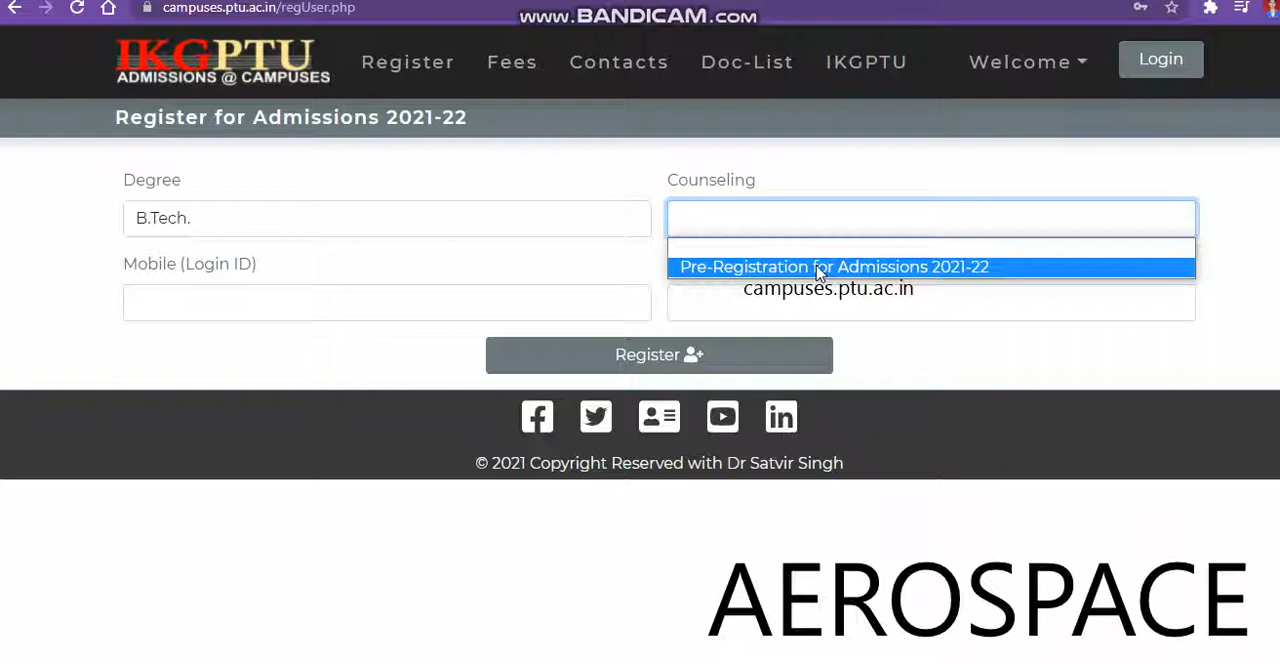 campuses.ptu.ac.in/regUser.php
www.BANDICAM.com
IKGPTU
ADMISSIONS @ CAMPUSES
Register Fees Contacts Doc-List IKGPTU Welcome Login
Register for Admissions 2021-22
Degree Counseling
B.Tech.
Mobile (Login ID) Pre-Registration for Admissions 2021-22
campuses.ptu.ac.in
Register
© 2021 Copyright Reserved with Dr Satvir Singh
AEROSPACE